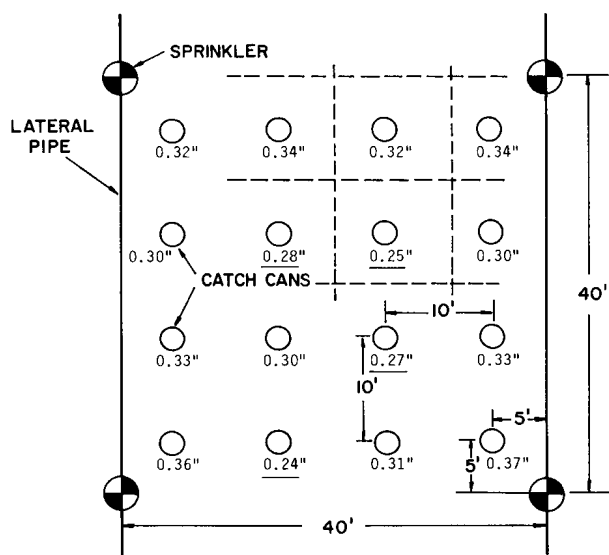 SPRINKLER
LATERAL
PIPE
0.32" 0.34" 0.32" 0.34"
0.30" 0.28" 0.25" 0.30"
CATCH CANS
10'
40'
0.33" 0.30" 0.27" 0.33"
10'
5'
0.36" 0.24" 0.31" 5' 0.37"
40'